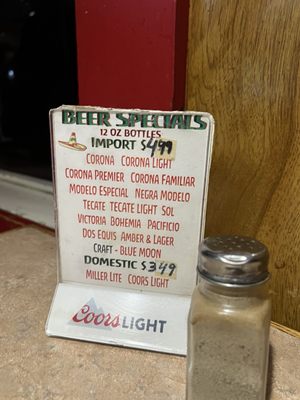 BEER SPECIALS
12 OZ BOTTLES
IMPORT $4.99
CORONA CORONA LIGHT
CORONA PREMIER CORONA FAMILIAR
MODELO ESPECIAL NEGRA MODELO
TECATE TECATE LIGHT SOL
VICTORIA BOHEMIA PACIFICO
DOS EQUIS AMBER & LAGER
CRAFT - BLUE MOON
DOMESTIC $3.49
MILLER LITE COORS LIGHT
Coors LIGHT